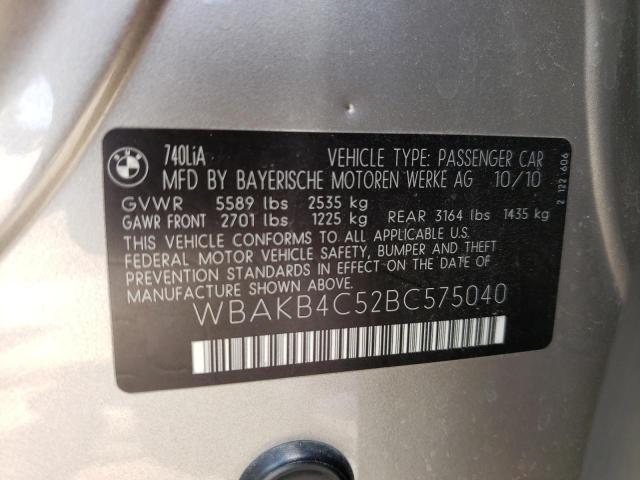 BMW
740LiA VEHICLE TYPE: PASSENGER CAR
MFD BY BAYERISCHE MOTOREN WERKE AG 10/10
GVWR 5589 lbs 2535 kg
GAWR FRONT 2701 lbs 1225 kg REAR 3164 lbs 1435 kg
THIS VEHICLE CONFORMS TO ALL APPLICABLE U.S.
FEDERAL MOTOR VEHICLE SAFETY, BUMPER AND THEFT
PREVENTION STANDARDS IN EFFECT ON THE DATE OF
MANUFACTURE SHOWN ABOVE.
WBAKB4C52BC575040
2 122 606